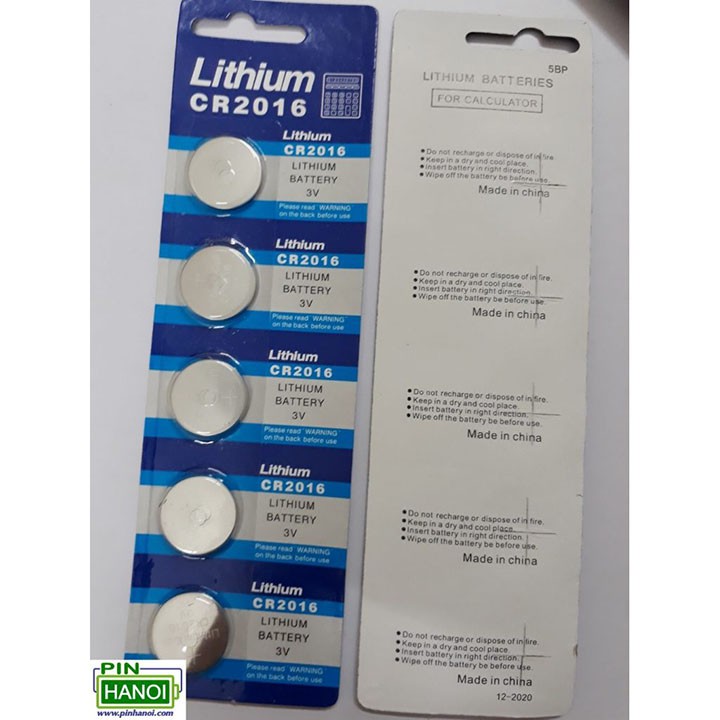 Lithium
CR2016
Lithium
CR2016
LITHIUM
BATTERY
3V
Please read "WARNING"
on the back before use
Lithium
CR2016
LITHIUM
BATTERY
3V
Please read "WARNING"
on the back before use
Lithium
CR2016
LITHIUM
BATTERY
3V
Please read "WARNING"
on the back before use
Lithium
CR2016
LITHIUM
BATTERY
3V
Please read "WARNING"
on the back before use
Lithium
CR2016
LITHIUM
BATTERY
3V
Please read "WARNING"
on the back before use
5BP
LITHIUM BATTERIES
FOR CALCULATOR
•Do not recharge or dispose of in fire.
•Keep in a dry and cool place.
•Insert battery in right direction.
•Wipe off the battery be before use.
Made in china
•Do not recharge or dispose of in fire.
•Keep in a dry and cool place.
•Insert battery in right direction.
•Wipe off the battery be before use.
Made in china
•Do not recharge or dispose of in fire.
•Keep in a dry and cool place.
•Insert battery in right direction.
•Wipe off the battery be before use.
Made in china
•Do not recharge or dispose of in fire.
•Keep in a dry and cool place.
•Insert battery in right direction.
•Wipe off the battery be before use.
Made in china
•Do not recharge or dispose of in fire.
•Keep in a dry and cool place.
•Insert battery in right direction.
•Wipe off the battery be before use.
Made in china
12-2020
PIN
HANOI
www.pinhanoi.com